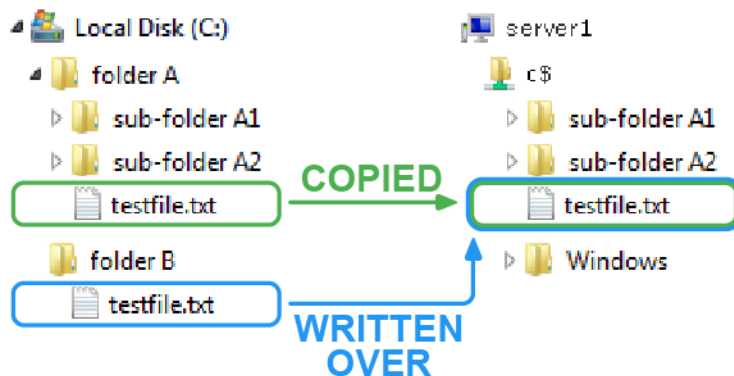 Local Disk (C:)
folder A
sub-folder A1
sub-folder A2
testfile.txt
folder B
testfile.txt
COPIED
WRITTEN
OVER
server1
c$
sub-folder A1
sub-folder A2
testfile.txt
Windows